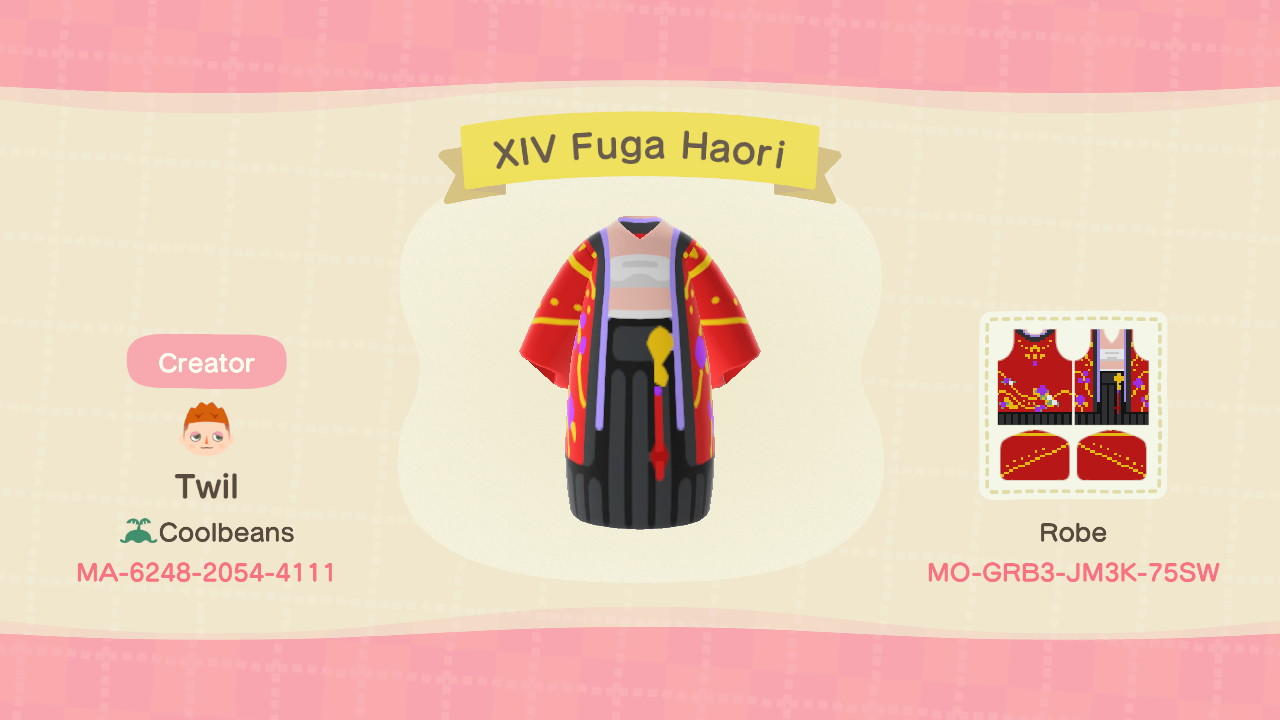 XIV Fuga Haori
Creator
Twil
Coolbeans
MA-6248-2054-4111
Robe
MO-GRB3-JM3K-75SW